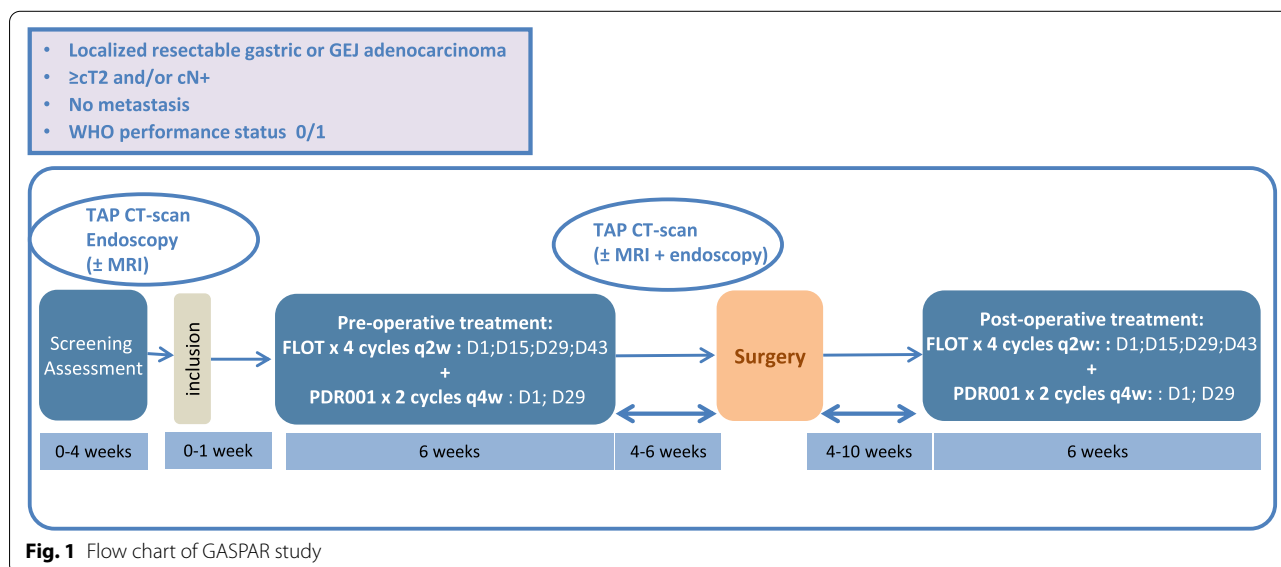 • Localized resectable gastric or GEJ adenocarcinoma
• ≥cT2 and/or cN+
• No metastasis
• WHO performance status 0/1
TAP CT-scan
Endoscopy
(± MRI)
TAP CT-scan
(± MRI + endoscopy)
Screening
Assessment
inclusion
Pre-operative treatment:
FLOT x 4 cycles q2w : D1;D15;D29;D43
+
PDR001 x 2 cycles q4w : D1; D29
Surgery
Post-operative treatment:
FLOT x 4 cycles q2w: : D1;D15;D29;D43
+
PDR001 x 2 cycles q4w: : D1; D29
0-4 weeks
0-1 week
6 weeks
4-6 weeks
4-10 weeks
6 weeks
Fig. 1 Flow chart of GASPAR study